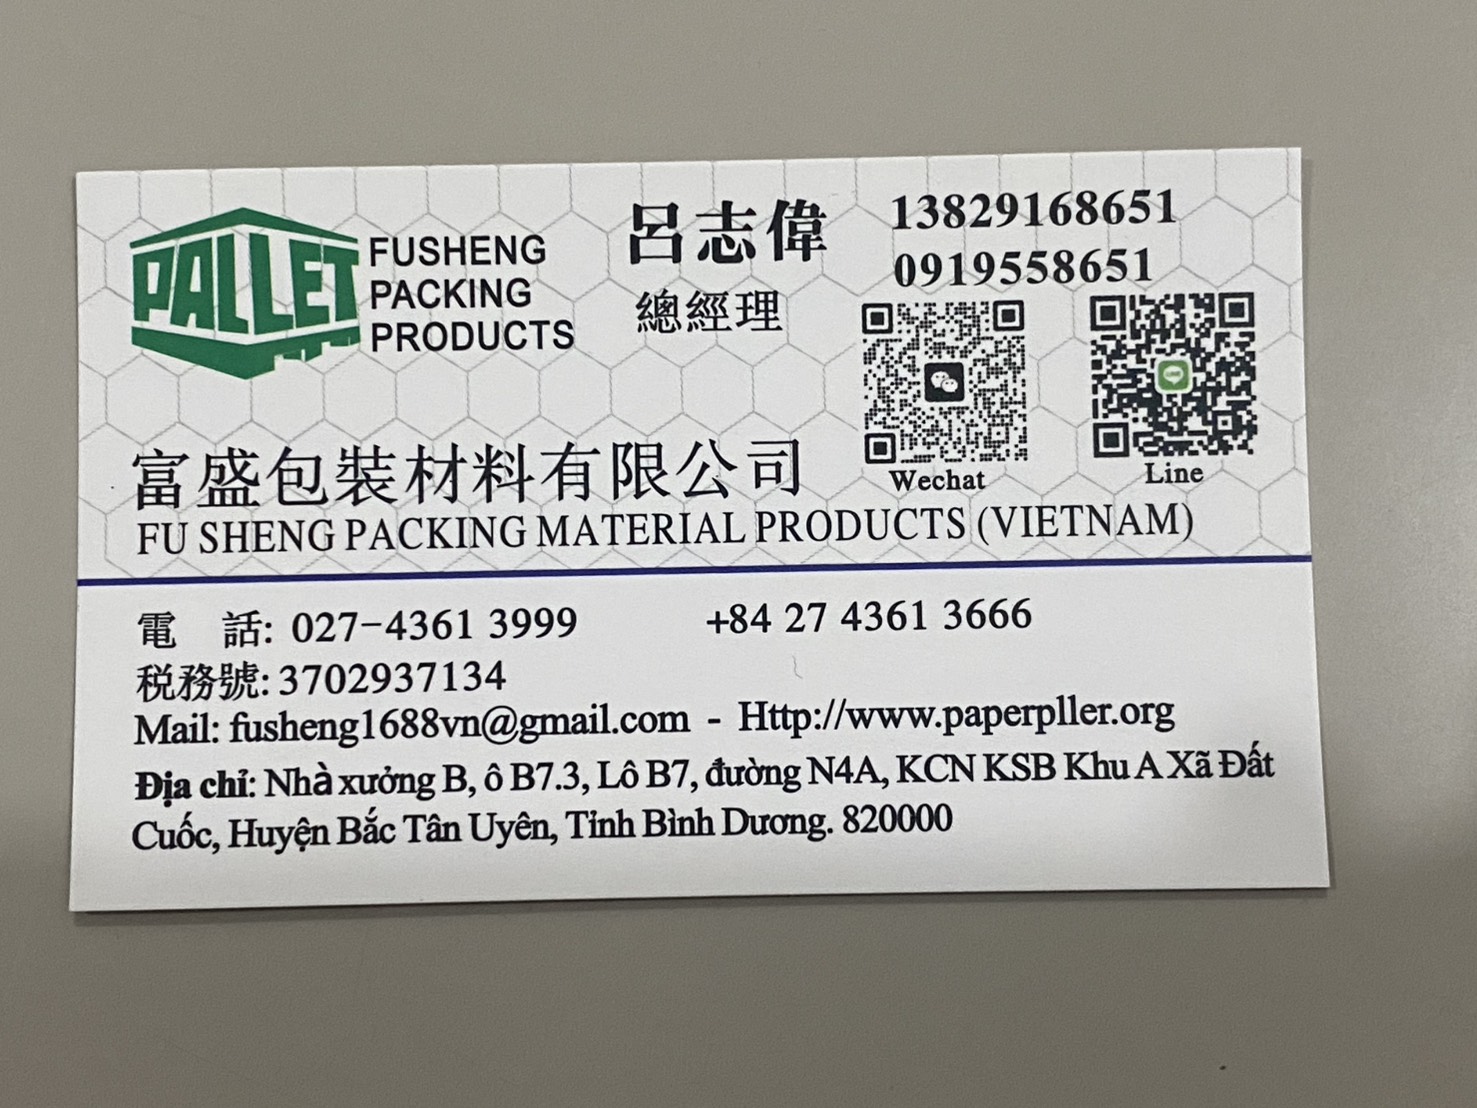 PALLET
FUSHENG
PACKING
PRODUCTS
呂志偉
總經理
13829168651
0919558651
Wechat
Line
富盛包裝材料有限公司
FU SHENG PACKING MATERIAL PRODUCTS (VIETNAM)
電 話: 027-4361 3999 +84 27 4361 3666
税務號: 3702937134
Mail: fusheng1688vn@gmail.com - Http://www.paperpller.org
Địa chỉ: Nhà xưởng B, ô B7.3, Lô B7, đường N4A, KCN KSB Khu A Xã Đất
Cuốc, Huyện Bắc Tân Uyên, Tỉnh Bình Dương. 820000